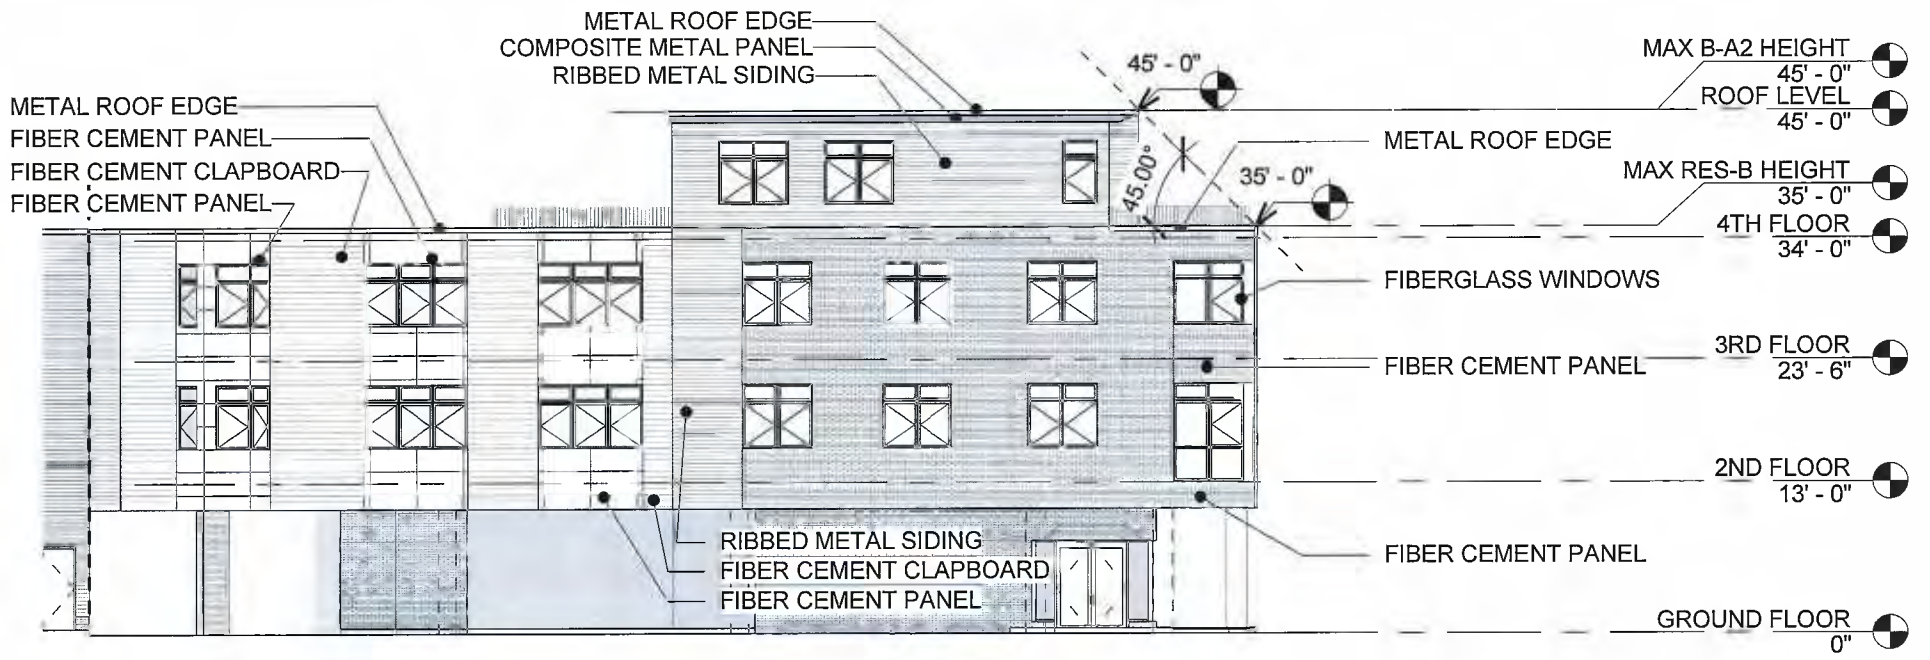 METAL ROOF EDGE
COMPOSITE METAL PANEL
RIBBED METAL SIDING
METAL ROOF EDGE
FIBER CEMENT PANEL
FIBER CEMENT CLAPBOARD
FIBER CEMENT PANEL
45' - 0"
45.00°
35' - 0"
METAL ROOF EDGE
FIBERGLASS WINDOWS
FIBER CEMENT PANEL
FIBER CEMENT PANEL
RIBBED METAL SIDING
FIBER CEMENT CLAPBOARD
FIBER CEMENT PANEL
MAX B-A2 HEIGHT
45' - 0"
ROOF LEVEL
45' - 0"
MAX RES-B HEIGHT
35' - 0"
4TH FLOOR
34' - 0"
3RD FLOOR
23' - 6"
2ND FLOOR
13' - 0"
GROUND FLOOR
0"